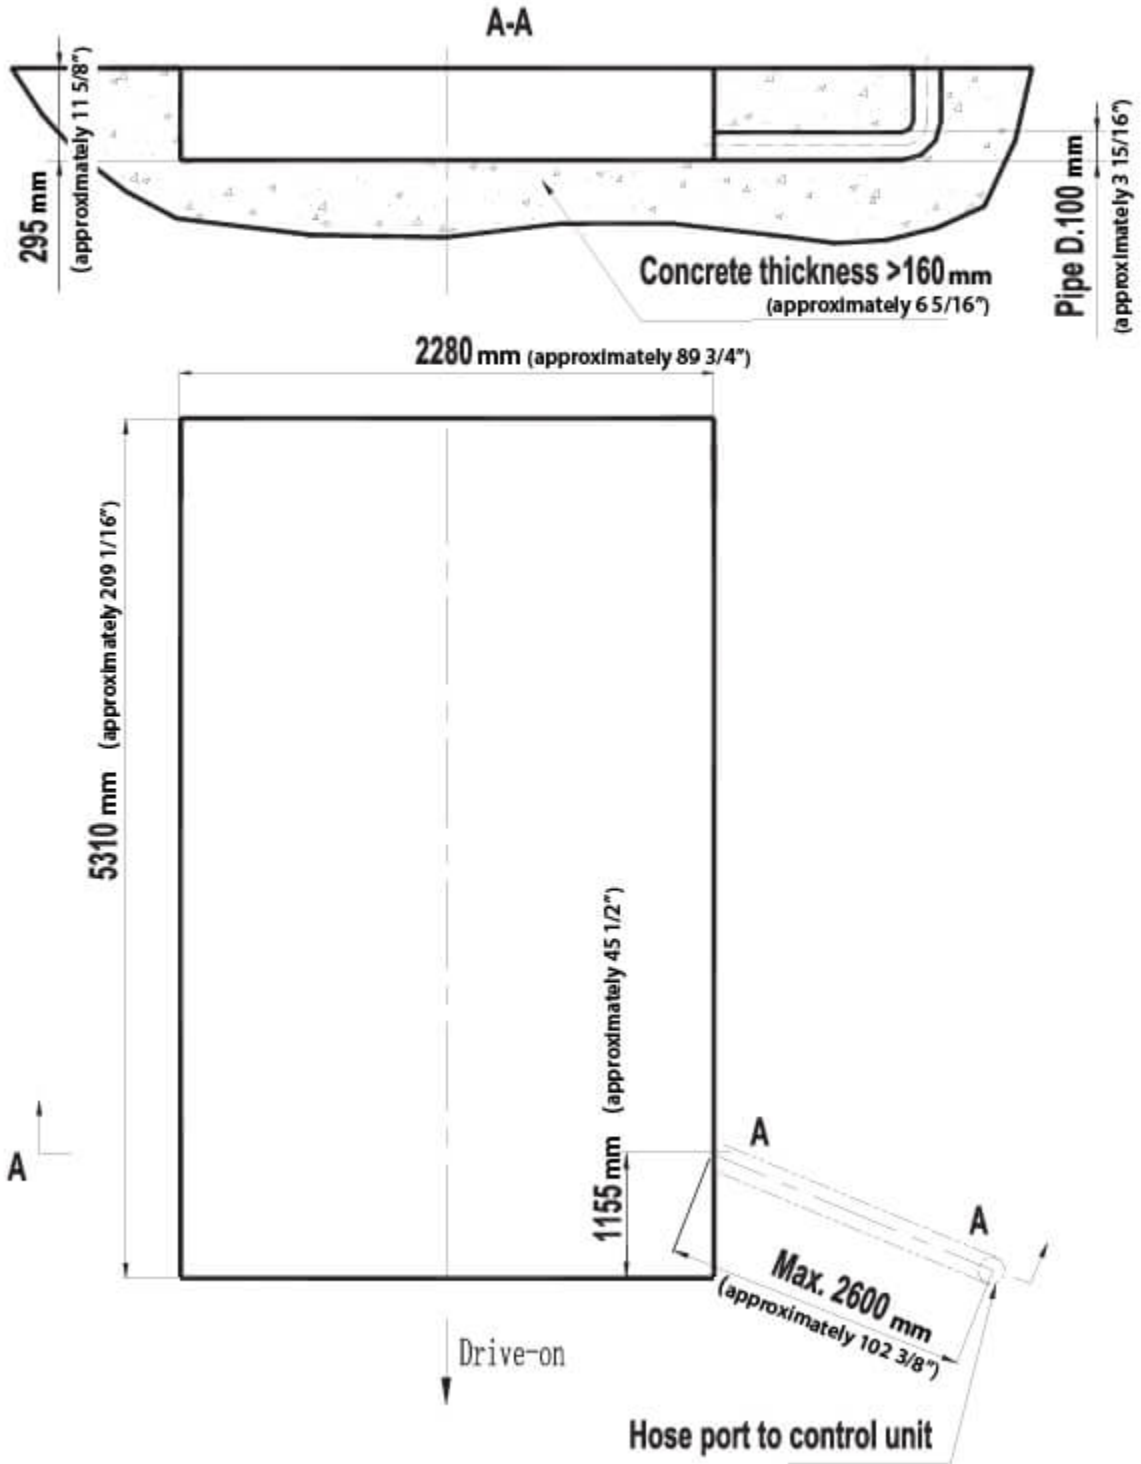 A-A
295 mm
(approximately 11 5/8")
Pipe D.100 mm
(approximately 3 15/16")
Concrete thickness >160 mm
(approximately 6 5/16")
2280 mm (approximately 89 3/4")
5310 mm (approximately 209 1/16")
1155 mm (approximately 45 1/2")
A
A
A
Max. 2600 mm
(approximately 102 3/8")
Drive-on
Hose port to control unit